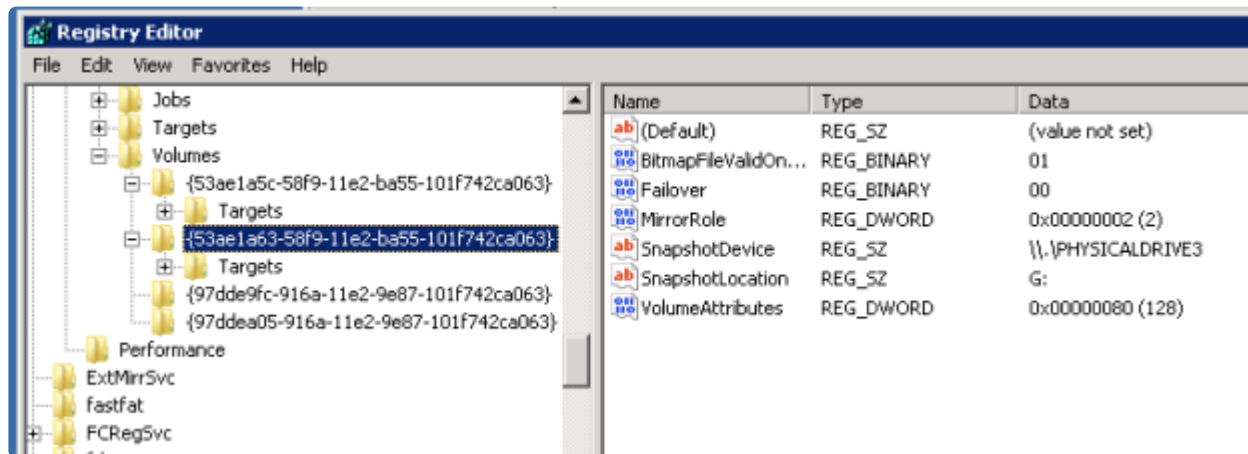 Registry Editor
File Edit View Favorites Help
Jobs
Targets
Volumes
{53ae1a5c-58f9-11e2-ba55-101f742ca063}
Targets
{53ae1a63-58f9-11e2-ba55-101f742ca063}
Targets
{97dde9fc-916a-11e2-9e87-101f742ca063}
{97ddea05-916a-11e2-9e87-101f742ca063}
Performance
ExtMirrSvc
fastfat
FCRegSvc
Name Type Data
(Default) REG_SZ (value not set)
BitmapFileValidOn... REG_BINARY 01
Failover REG_BINARY 00
MirrorRole REG_DWORD 0x00000002 (2)
SnapshotDevice REG_SZ \\.\PHYSICALDRIVE3
SnapshotLocation REG_SZ G:
VolumeAttributes REG_DWORD 0x00000080 (128)